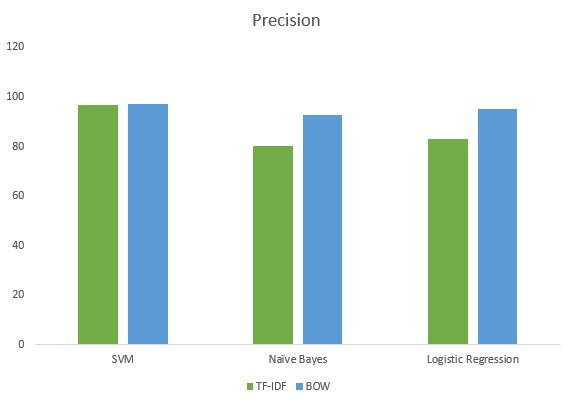 Precision
120
100
80
60
40
20
0
SVM
Naïve Bayes
Logistic Regression
TF-IDF BOW